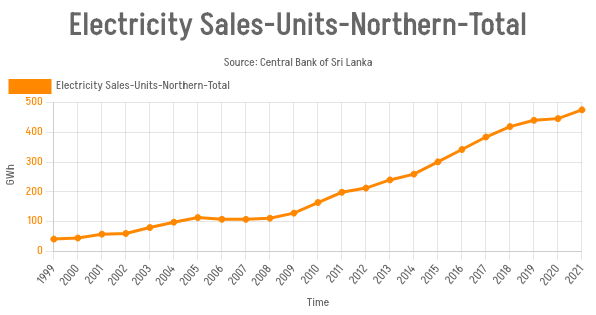 Electricity Sales-Units-Northern-Total
Source: Central Bank of Sri Lanka
Electricity Sales-Units-Northern-Total
500
400
300
200
100
0
GWh
1999 2000 2001 2002 2003 2004 2005 2006 2007 2008 2009 2010 2011 2012 2013 2014 2015 2016 2017 2018 2019 2020 2021
Time